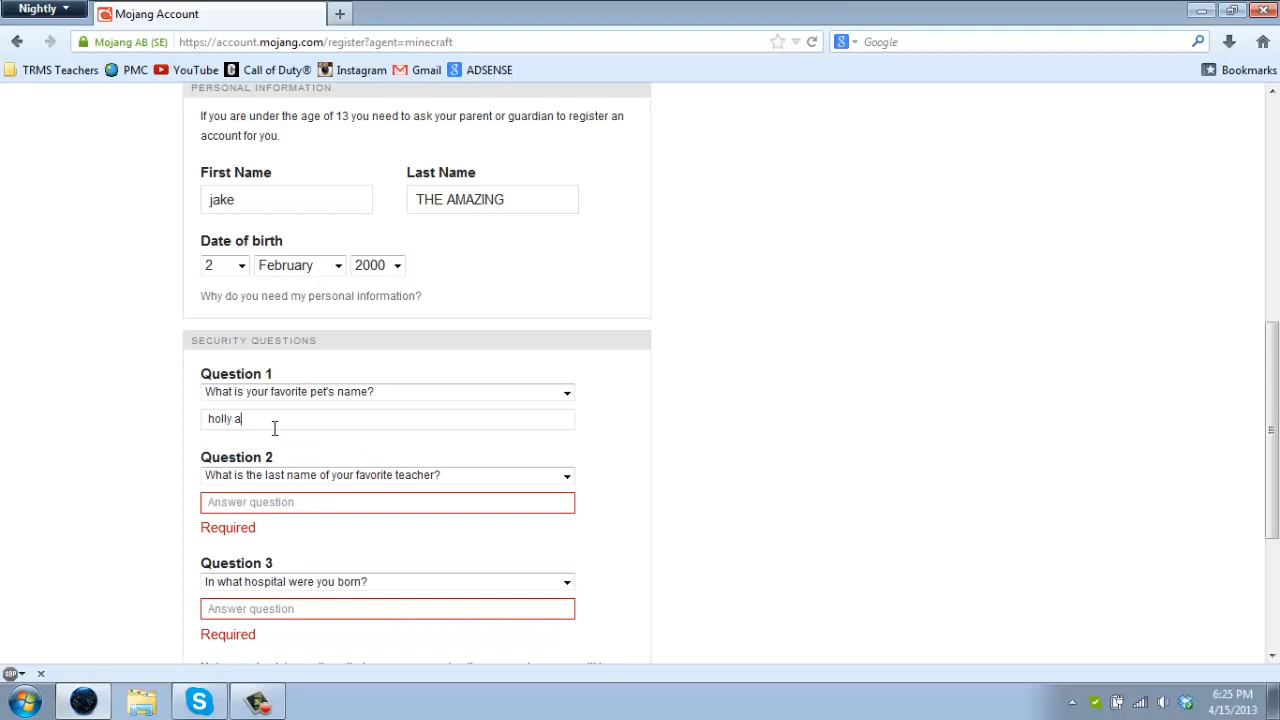 Nightly
Mojang Account
Mojang AB (SE)
https://account.mojang.com/register?agent=minecraft
Google
TRMS Teachers
PMC
YouTube
Call of Duty®
Instagram
Gmail
ADSENSE
Bookmarks
PERSONAL INFORMATION
If you are under the age of 13 you need to ask your parent or guardian to register an
account for you.
First Name
Last Name
jake
THE AMAZING
Date of birth
2
February
2000
Why do you need my personal information?
SECURITY QUESTIONS
Question 1
What is your favorite pet's name?
holly a
Question 2
What is the last name of your favorite teacher?
Answer question
Required
Question 3
In what hospital were you born?
Answer question
Required
ABP
6:25 PM
4/15/2013